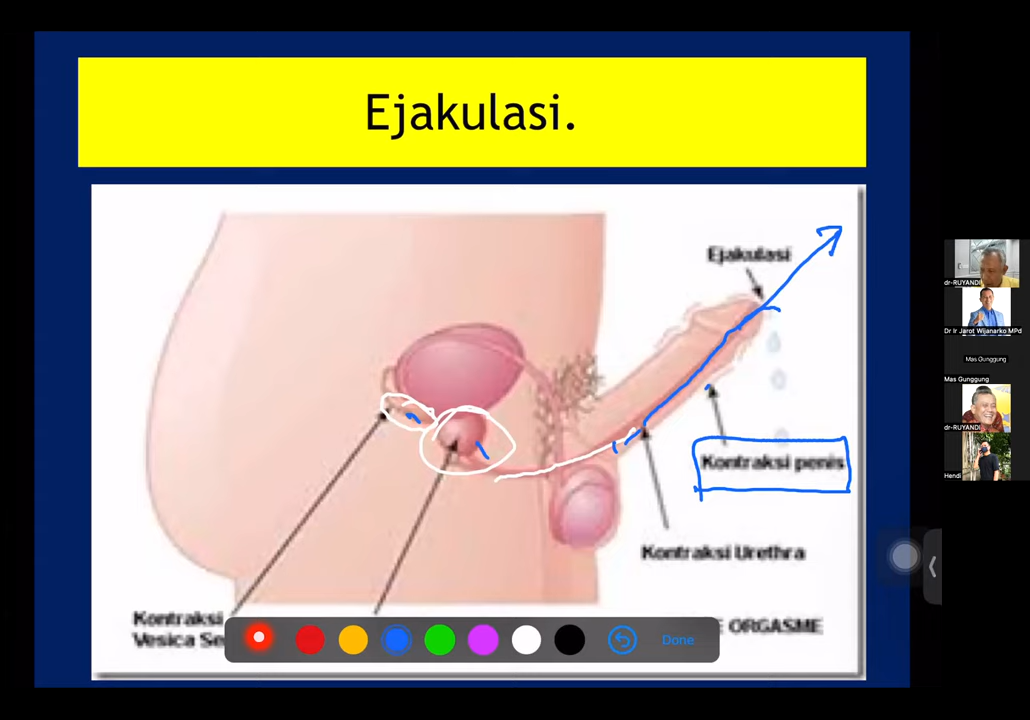 Ejakulasi.
Ejakulasi
Kontraksi penis
Kontraksi Urethra
Kontraksi
Vesica Se
E ORGASME
Done
dr-RUYANDI
Dr Ir Jarot Wijanarko MPd
Mas Gunggung
Mas Gunggung
dr-RUYANDI
Hendi